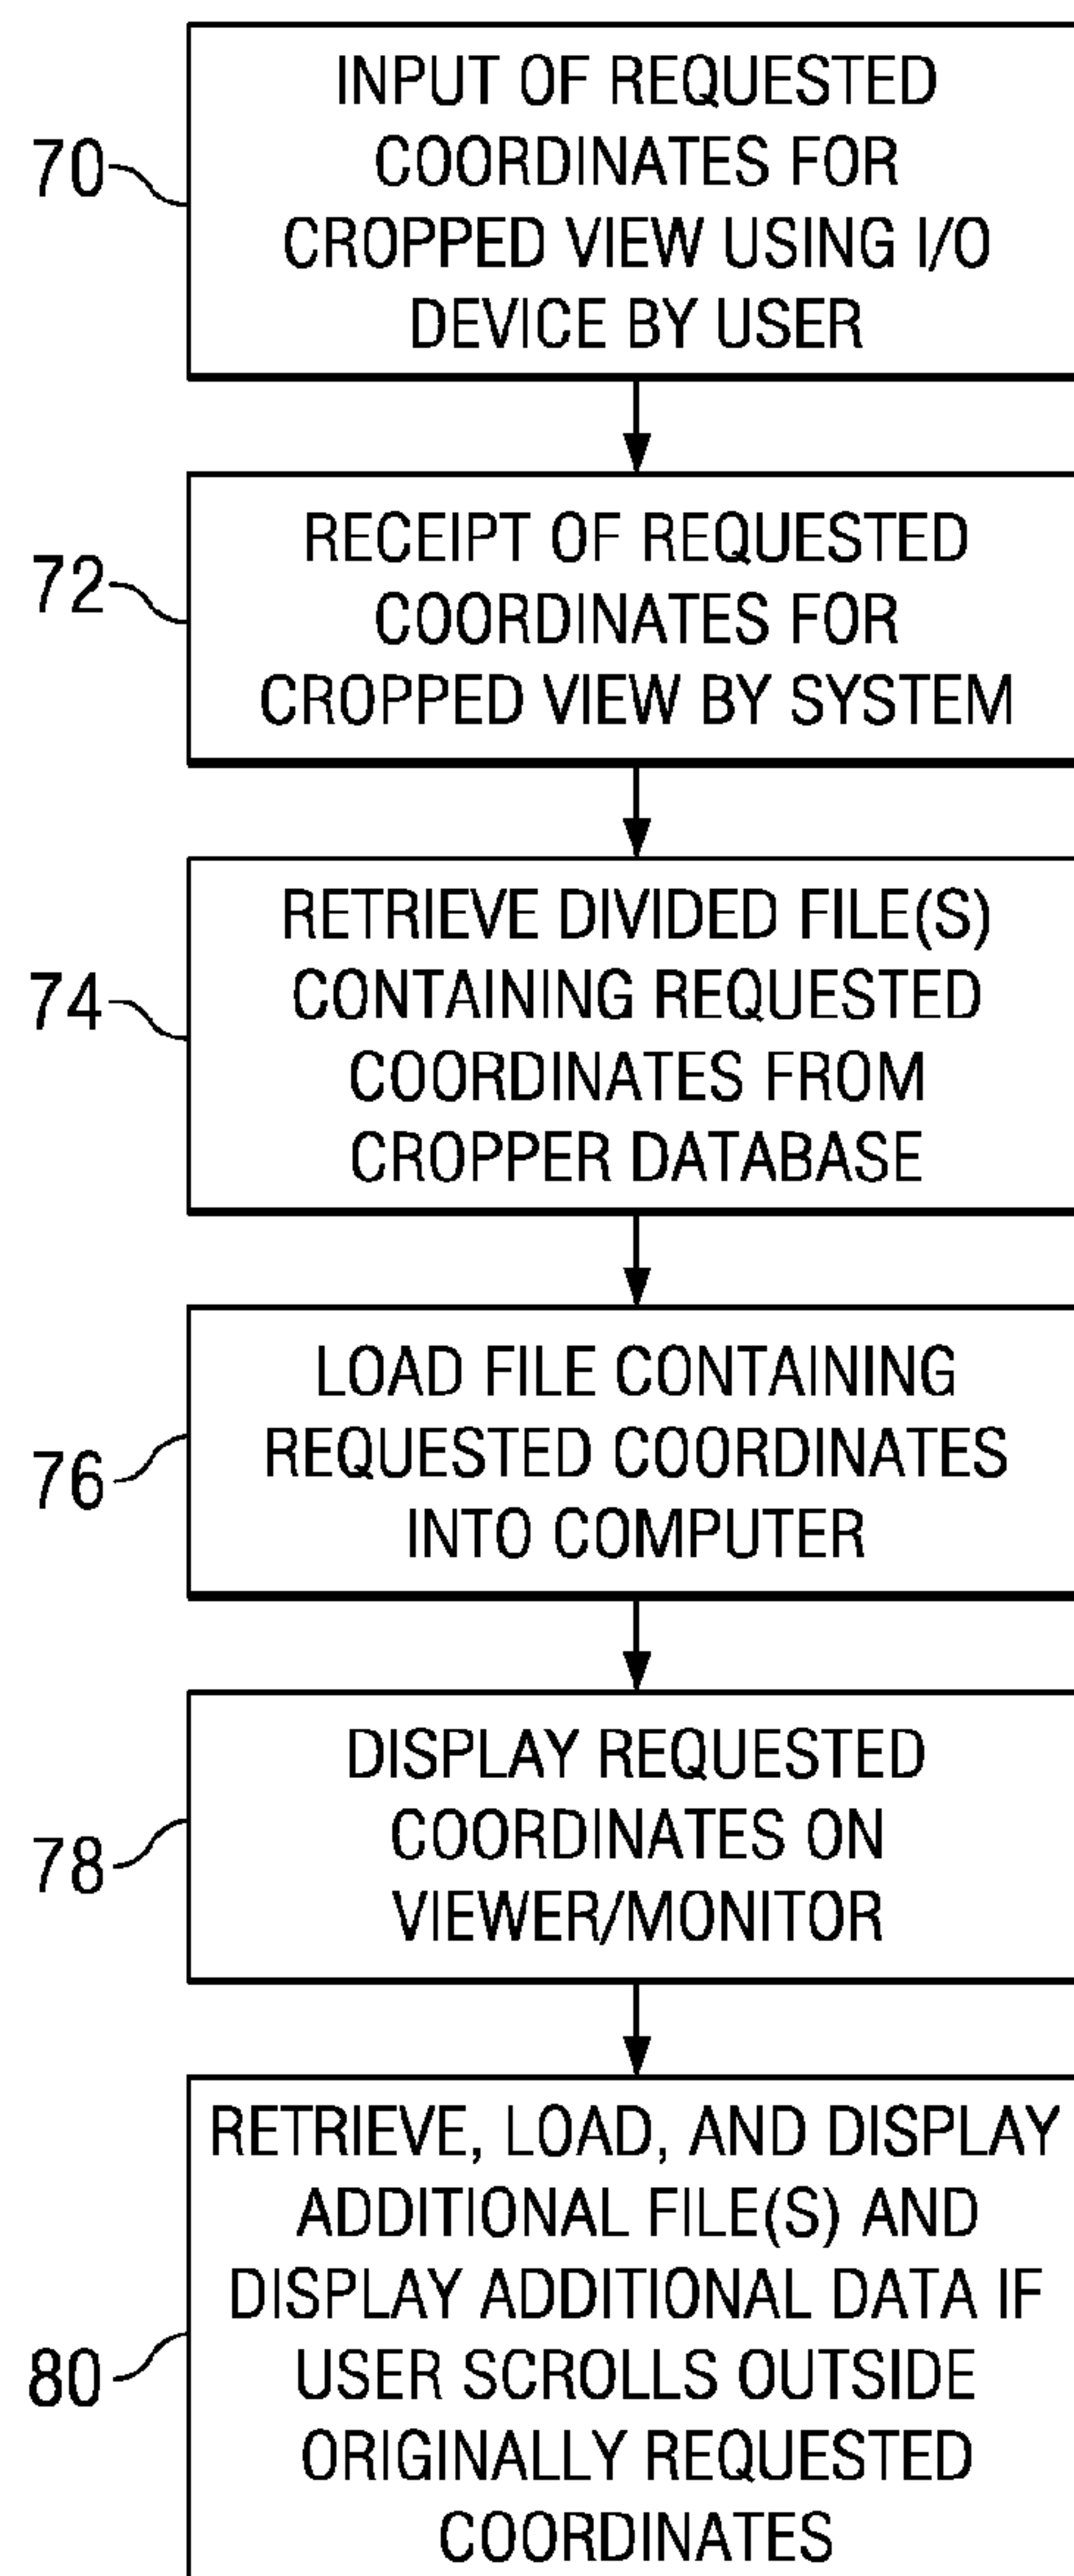 70
INPUT OF REQUESTED
COORDINATES FOR
CROPPED VIEW USING I/O
DEVICE BY USER
72
RECEIPT OF REQUESTED
COORDINATES FOR
CROPPED VIEW BY SYSTEM
74
RETRIEVE DIVIDED FILE(S)
CONTAINING REQUESTED
COORDINATES FROM
CROPPER DATABASE
76
LOAD FILE CONTAINING
REQUESTED COORDINATES
INTO COMPUTER
78
DISPLAY REQUESTED
COORDINATES ON
VIEWER/MONITOR
80
RETRIEVE, LOAD, AND DISPLAY
ADDITIONAL FILE(S) AND
DISPLAY ADDITIONAL DATA IF
USER SCROLLS OUTSIDE
ORIGINALLY REQUESTED
COORDINATES